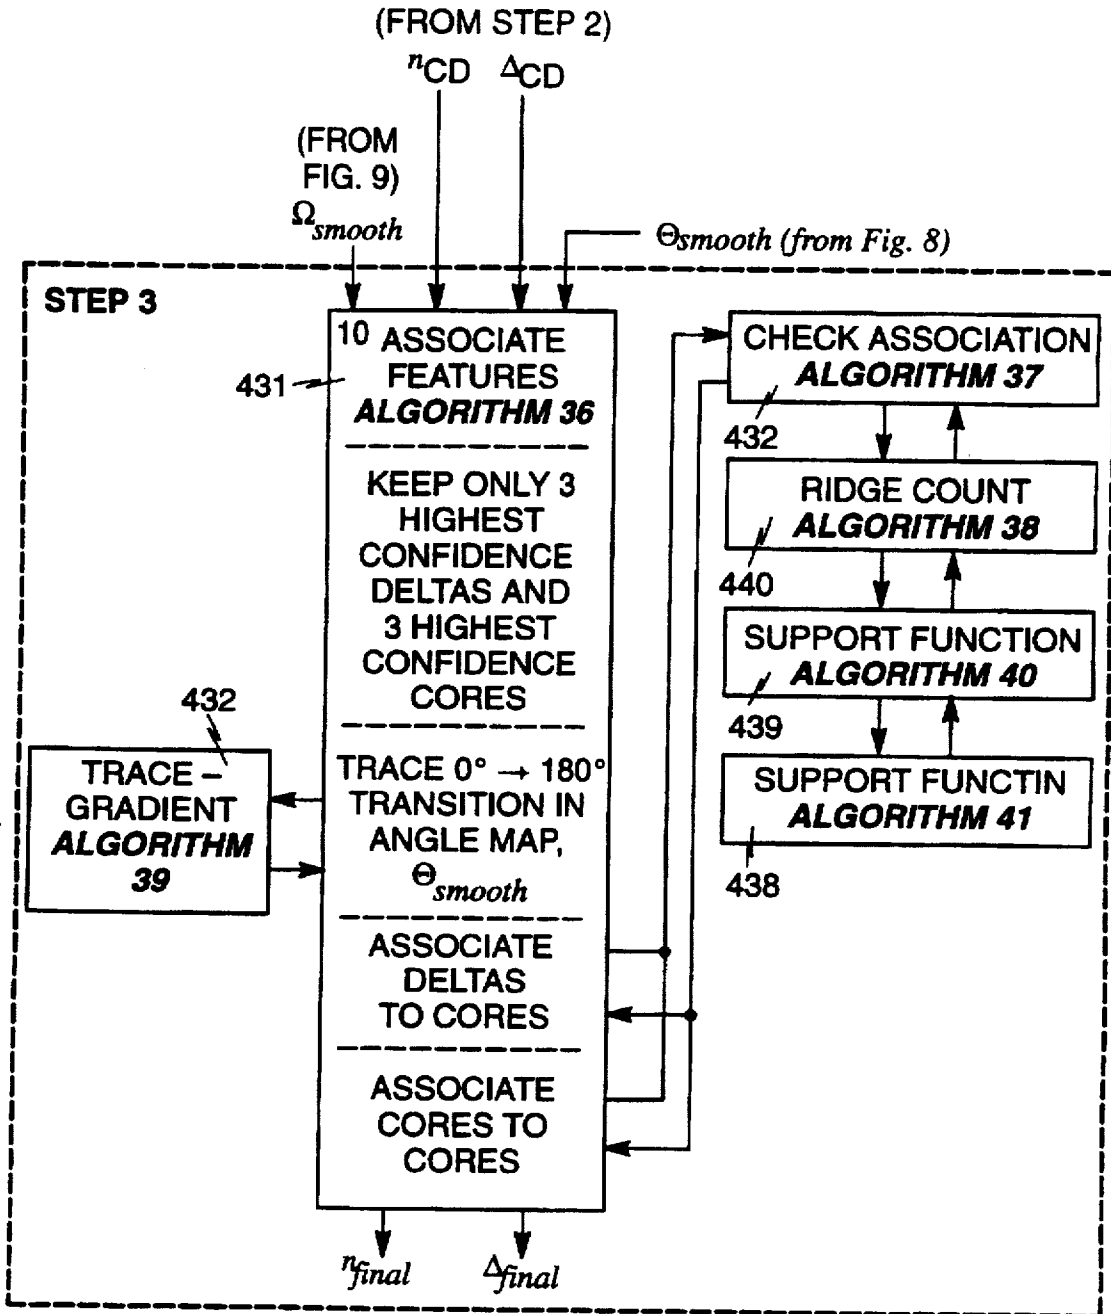 (FROM STEP 2)
nCD ΔCD
(FROM
FIG. 9)
Ωsmooth
Θsmooth (from Fig. 8)
STEP 3
10 ASSOCIATE
FEATURES
ALGORITHM 36
431
KEEP ONLY 3
HIGHEST
CONFIDENCE
DELTAS AND
3 HIGHEST
CONFIDENCE
CORES
TRACE 0° → 180°
TRANSITION IN
ANGLE MAP,
Θsmooth
ASSOCIATE
DELTAS
TO CORES
ASSOCIATE
CORES TO
CORES
432
TRACE –
GRADIENT
ALGORITHM
39
CHECK ASSOCIATION
ALGORITHM 37
432
RIDGE COUNT
ALGORITHM 38
440
SUPPORT FUNCTION
ALGORITHM 40
439
SUPPORT FUNCTIN
ALGORITHM 41
438
nfinal Δfinal